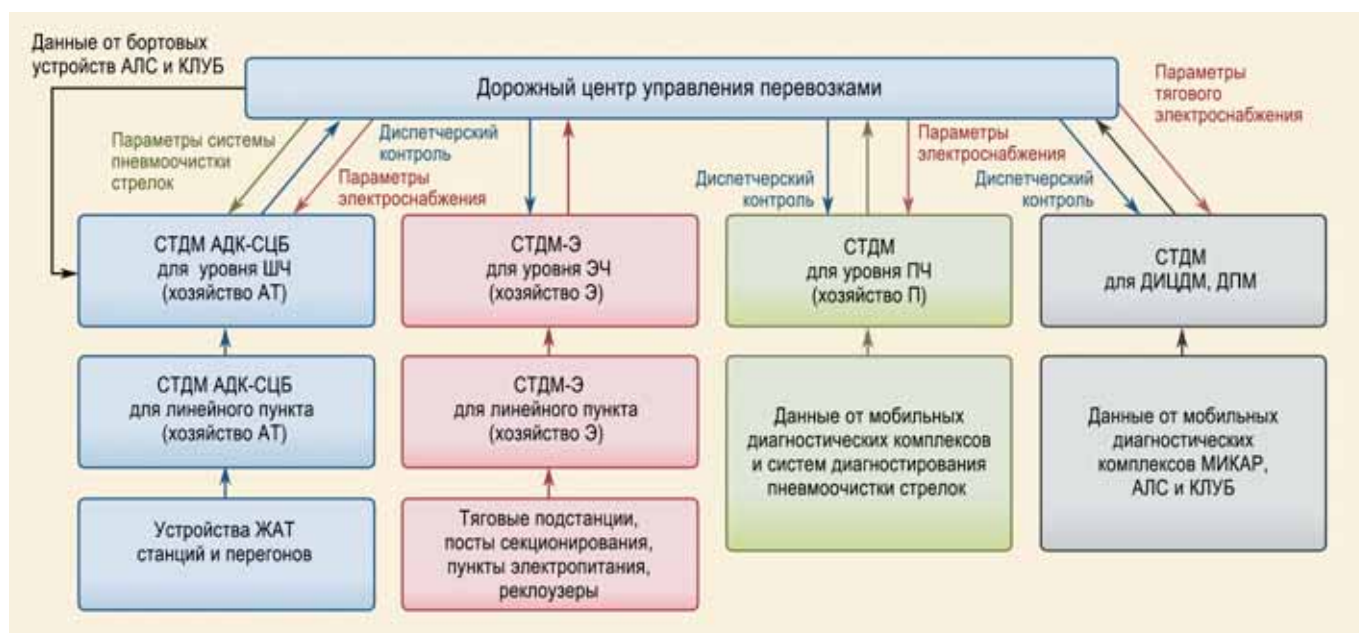 Данные от бортовых
устройств АЛС и КЛУБ
Дорожный центр управления перевозками
Параметры
тягового
электроснабжения
Параметры системы
пневмоочистки
стрелок
Диспетчерский
контроль
Параметры
электроснабжения
Диспетчерский
контроль
Параметры
электроснабжения
Диспетчерский
контроль
СТДМ АДК-СЦБ
для уровня ШЧ
(хозяйство АТ)
СТДМ-Э
для уровня ЭЧ
(хозяйство Э)
СТДМ
для уровня ПЧ
(хозяйство П)
СТДМ
для ДИЦДМ, ДПМ
СТДМ АДК-СЦБ
для линейного пункта
(хозяйство АТ)
СТДМ-Э
для линейного пункта
(хозяйство Э)
Данные от мобильных
диагностических комплексов
и систем диагностирования
пневмоочистки стрелок
Данные от мобильных
диагностических
комплексов МИКАР,
АЛС и КЛУБ
Устройства ЖАТ
станций и перегонов
Тяговые подстанции,
посты секционирования,
пункты электропитания,
реклоузеры